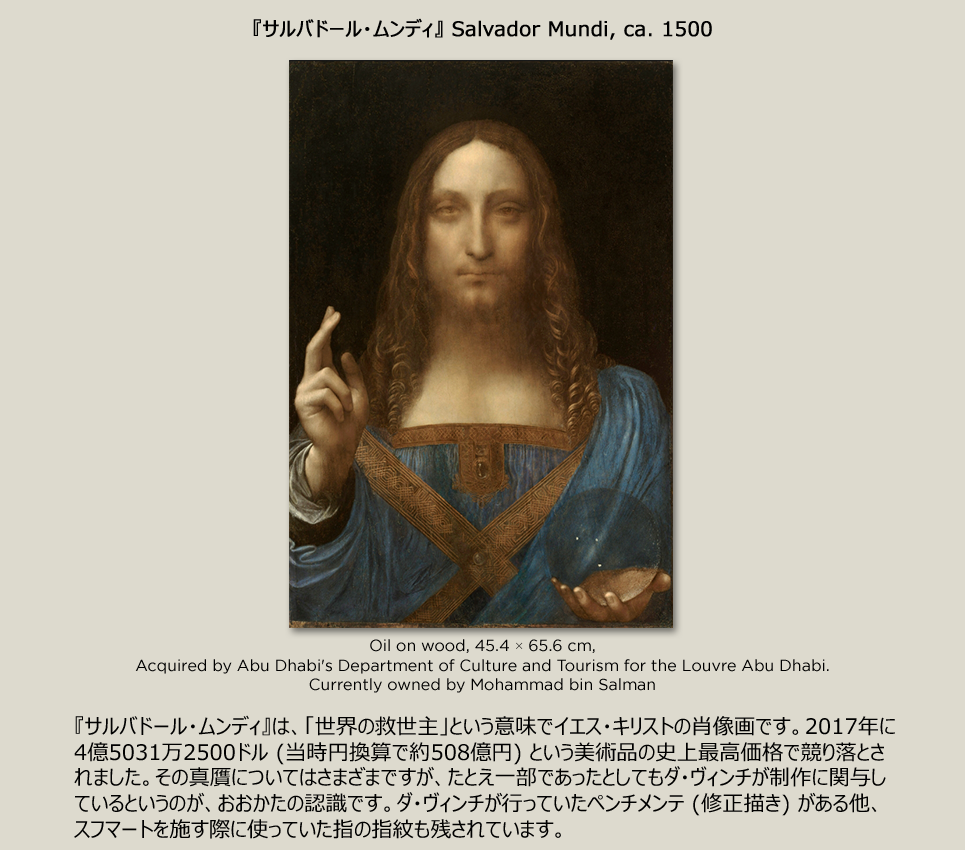 『サルバドール・ムンディ』 Salvador Mundi, ca. 1500
Oil on wood, 45.4 × 65.6 cm,
Acquired by Abu Dhabi's Department of Culture and Tourism for the Louvre Abu Dhabi.
Currently owned by Mohammad bin Salman
『サルバドール・ムンディ』は、「世界の救世主」という意味でイエス・キリストの肖像画です。2017年に
4億5031万2500ドル (当時円換算で約508億円) という美術品の史上最高価格で競り落とさ
れました。その真贋についてはさまざまですが、たとえ一部であったとしてもダ・ヴィンチが制作に関与し
ているというのが、おおかたの認識です。ダ・ヴィンチが行っていたペンチメンテ (修正描き) がある他、
スフマートを施す際に使っていた指の指紋も残されています。